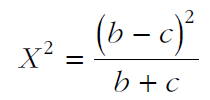 X² = (b − c)² / b + c